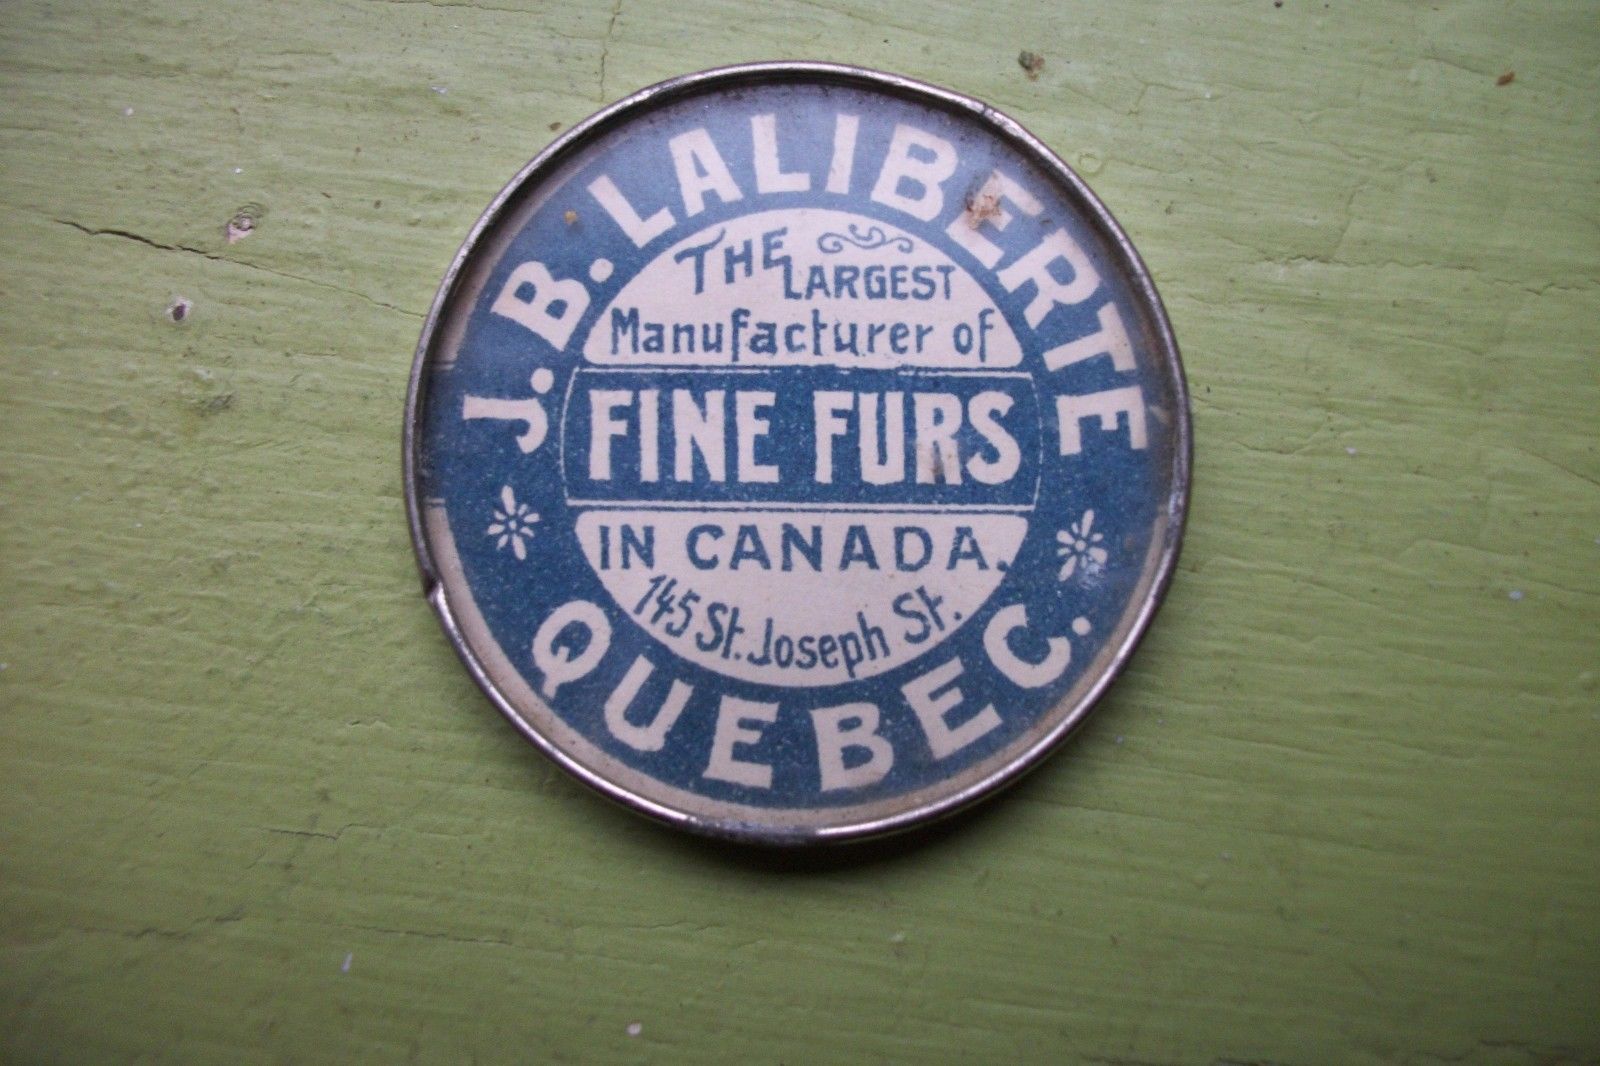 J. B. LALIBERTE
THE LARGEST
Manufacturer of
FINE FURS
IN CANADA.
145 St. Joseph St.
QUEBEC.